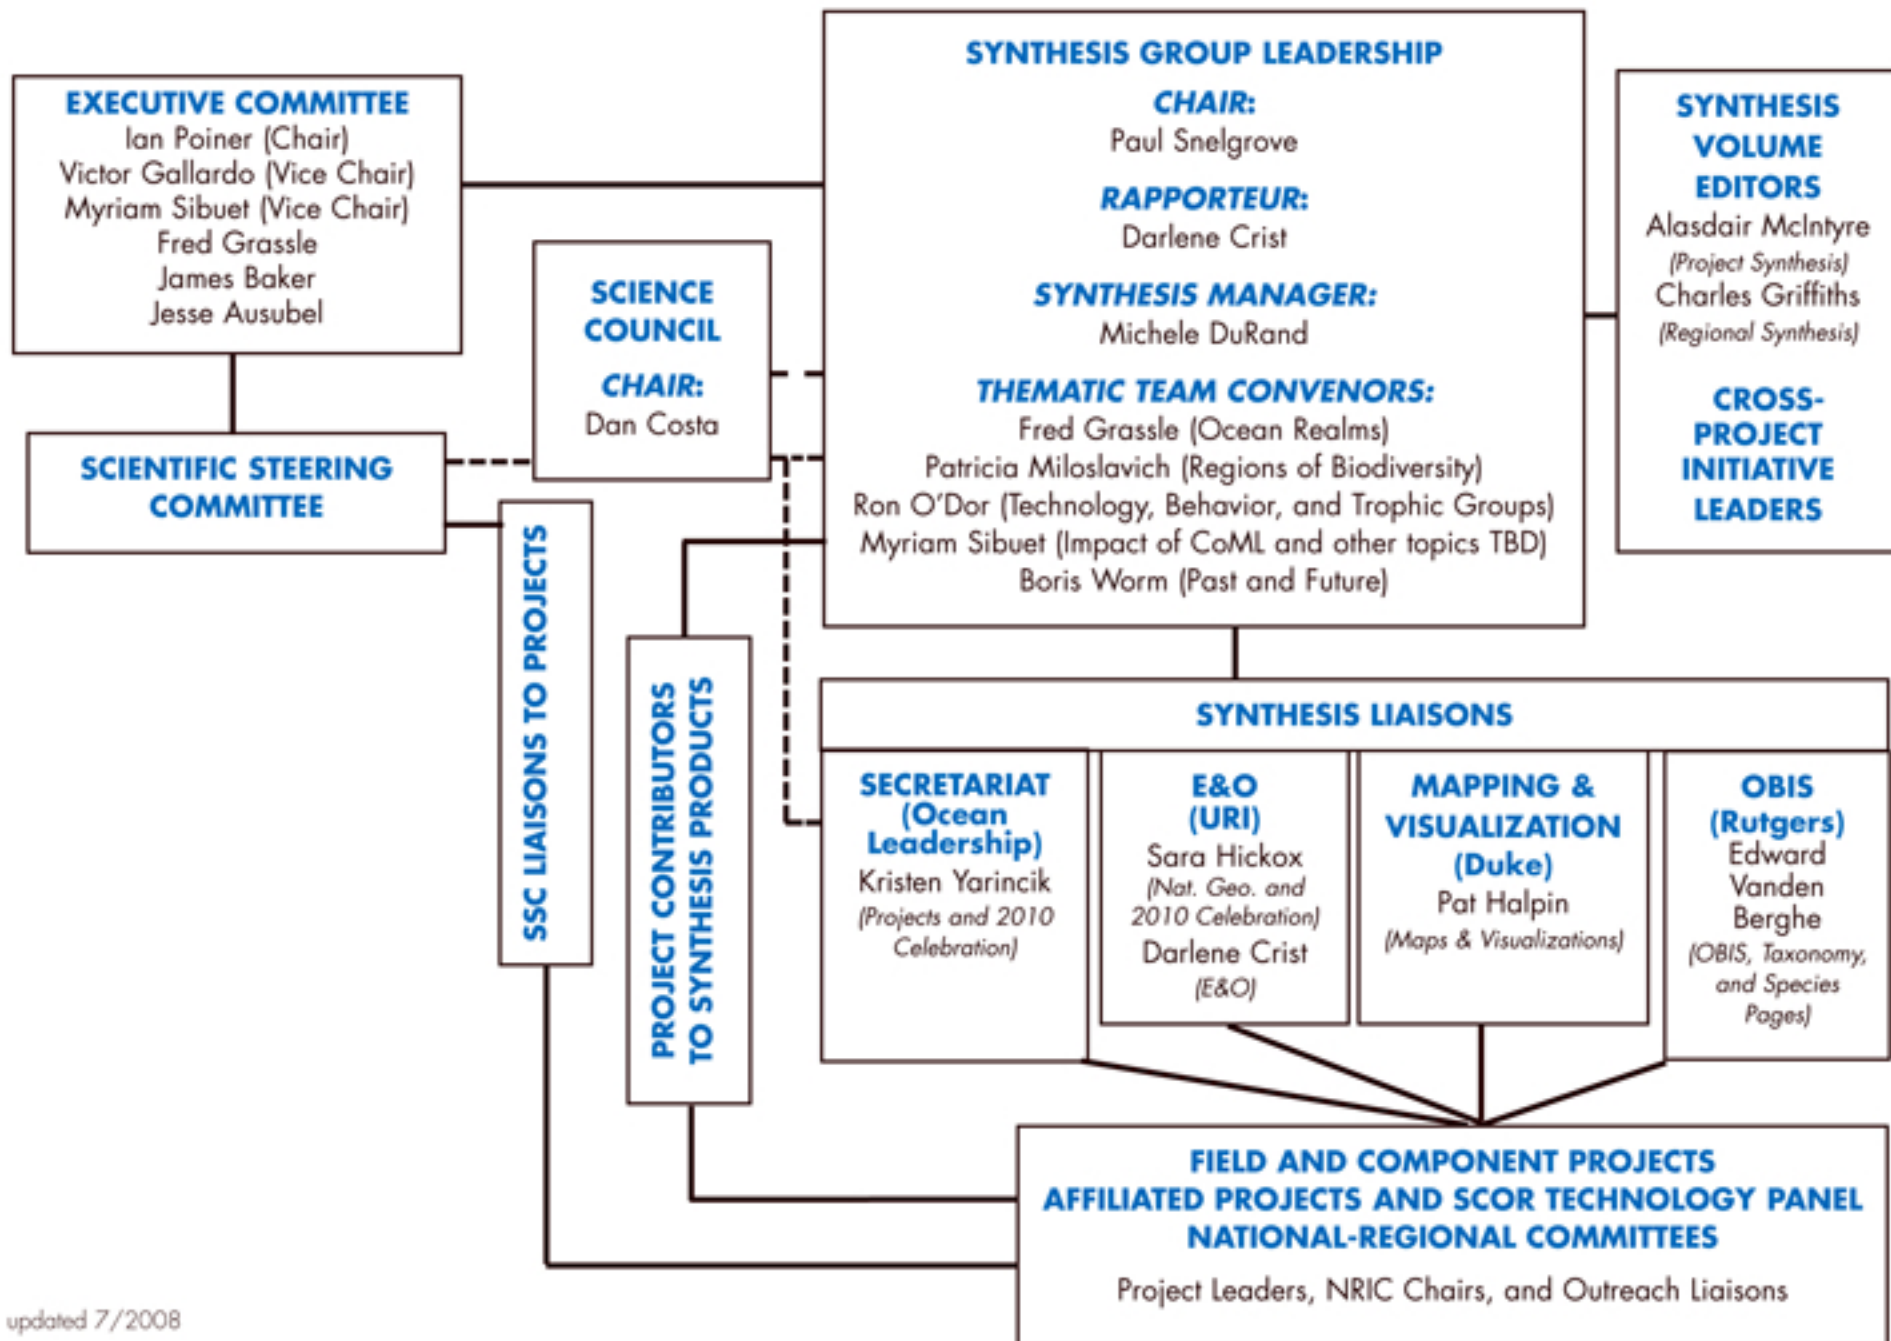 EXECUTIVE COMMITTEE
Ian Poiner (Chair)
Victor Gallardo (Vice Chair)
Myriam Sibuet (Vice Chair)
Fred Grassle
James Baker
Jesse Ausubel
SCIENTIFIC STEERING
COMMITTEE
SCIENCE
COUNCIL
CHAIR:
Dan Costa
SYNTHESIS GROUP LEADERSHIP
CHAIR:
Paul Snelgrove
RAPPORTEUR:
Darlene Crist
SYNTHESIS MANAGER:
Michele DuRand
THEMATIC TEAM CONVENORS:
Fred Grassle (Ocean Realms)
Patricia Miloslavich (Regions of Biodiversity)
Ron O'Dor (Technology, Behavior, and Trophic Groups)
Myriam Sibuet (Impact of CoML and other topics TBD)
Boris Worm (Past and Future)
SYNTHESIS
VOLUME
EDITORS
Alasdair McIntyre
(Project Synthesis)
Charles Griffiths
(Regional Synthesis)
CROSS-
PROJECT
INITIATIVE
LEADERS
SSC LIAISONS TO PROJECTS
PROJECT CONTRIBUTORS
TO SYNTHESIS PRODUCTS
SYNTHESIS LIAISONS
SECRETARIAT
(Ocean
Leadership)
Kristen Yarincik
(Projects and 2010
Celebration)
E&O
(URI)
Sara Hickox
(Nat. Geo. and
2010 Celebration)
Darlene Crist
(E&O)
MAPPING &
VISUALIZATION
(Duke)
Pat Halpin
(Maps & Visualizations)
OBIS
(Rutgers)
Edward
Vanden
Berghe
(OBIS, Taxonomy,
and Species
Pages)
FIELD AND COMPONENT PROJECTS
AFFILIATED PROJECTS AND SCOR TECHNOLOGY PANEL
NATIONAL-REGIONAL COMMITTEES
Project Leaders, NRIC Chairs, and Outreach Liaisons
updated 7/2008